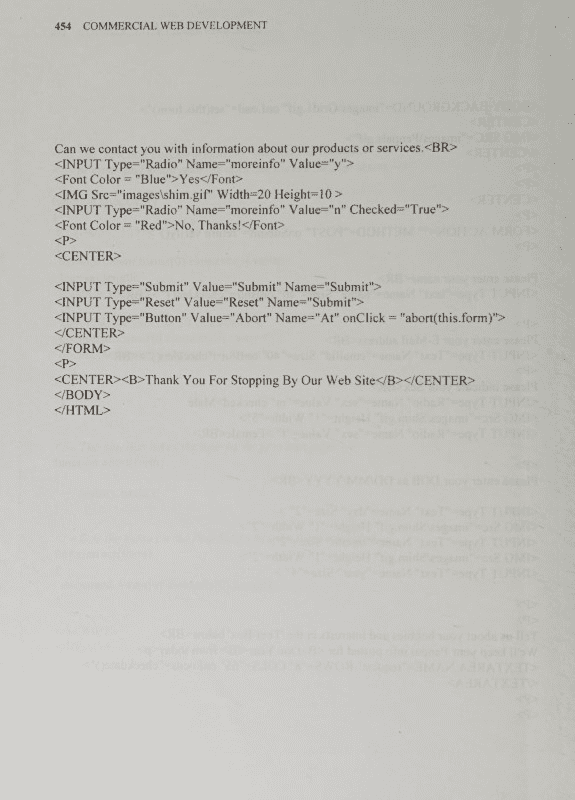 454 COMMERCIAL WEB DEVELOPMENT
Can we contact you with information about our products or services.<BR>
<INPUT Type="Radio" Name="moreinfo" Value="y">
<Font Color = "Blue">Yes</Font>
<IMG Src="images\shim.gif" Width=20 Height=10 >
<INPUT Type="Radio" Name="moreinfo" Value="n" Checked="True">
<Font Color = "Red">No, Thanks!</Font>
<P>
<CENTER>
<INPUT Type="Submit" Value="Submit" Name="Submit">
<INPUT Type="Reset" Value="Reset" Name="Submit">
<INPUT Type="Button" Value="Abort" Name="At" onClick = "abort(this.form)">
</CENTER>
</FORM>
<P>
<CENTER><B>Thank You For Stopping By Our Web Site</B></CENTER>
</BODY>
</HTML>